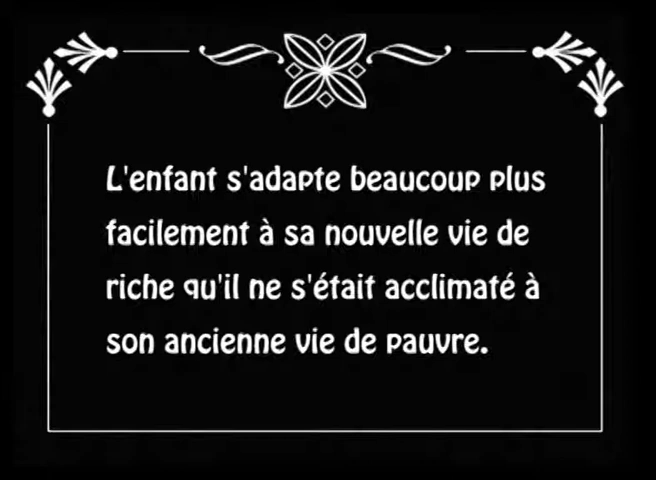 L'enfant s'adapte beaucoup plus
facilement à sa nouvelle vie de
riche qu'il ne s'était acclimaté à
son ancienne vie de pauvre.